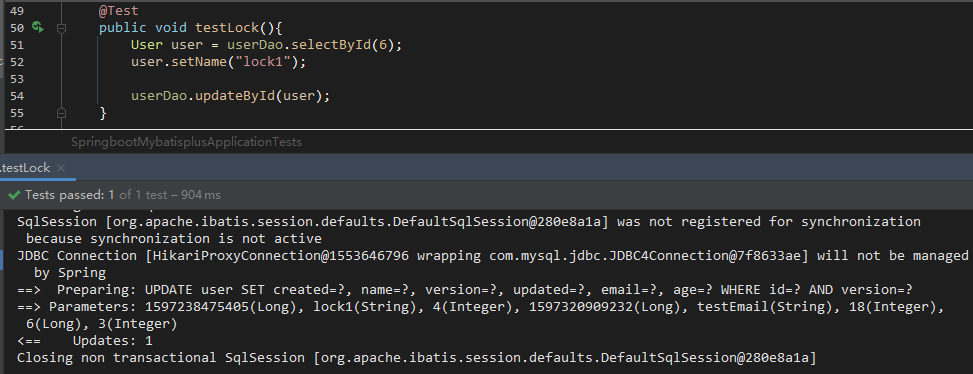 49 @Test
50 public void testLock(){
51 User user = userDao.selectById(6);
52 user.setName("lock1");
53
54 userDao.updateById(user);
55 }
SpringbootMybatisplusApplicationTests
.testLock ×
Tests passed: 1 of 1 test – 904 ms
SqlSession [org.apache.ibatis.session.defaults.DefaultSqlSession@280e8a1a] was not registered for synchronization
because synchronization is not active
JDBC Connection [HikariProxyConnection@1553646796 wrapping com.mysql.jdbc.JDBC4Connection@7f8633ae] will not be managed
by Spring
==>  Preparing: UPDATE user SET created=?, name=?, version=?, updated=?, email=?, age=? WHERE id=? AND version=?
==> Parameters: 1597238475405(Long), lock1(String), 4(Integer), 1597320909232(Long), testEmail(String), 18(Integer),
6(Long), 3(Integer)
<==    Updates: 1
Closing non transactional SqlSession [org.apache.ibatis.session.defaults.DefaultSqlSession@280e8a1a]